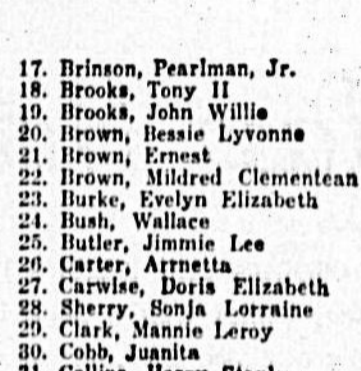 17. Brinson, Pearlman, Jr.
18. Brooks, Tony II
19. Brooks, John Willie
20. Brown, Bessie Lyvonne
21. Brown, Ernest
22. Brown, Mildred Clementean
23. Burke, Evelyn Elizabeth
24. Bush, Wallace
25. Butler, Jimmie Lee
26. Carter, Arrnetta
27. Carwise, Doris Elizabeth
28. Sherry, Sonja Lorraine
29. Clark, Mannie Leroy
30. Cobb, Juanita